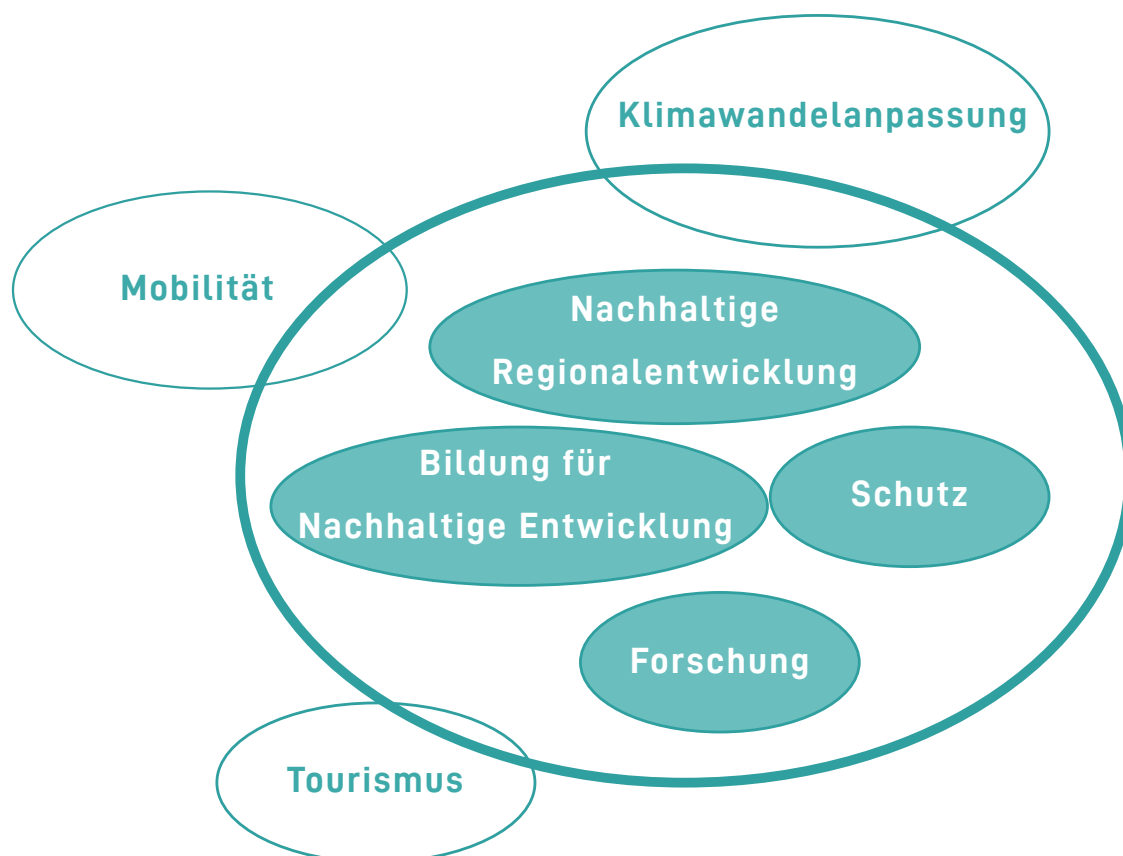 Klimawandelanpassung
Mobilität
Nachhaltige
Regionalentwicklung
Bildung für
Nachhaltige Entwicklung
Schutz
Forschung
Tourismus